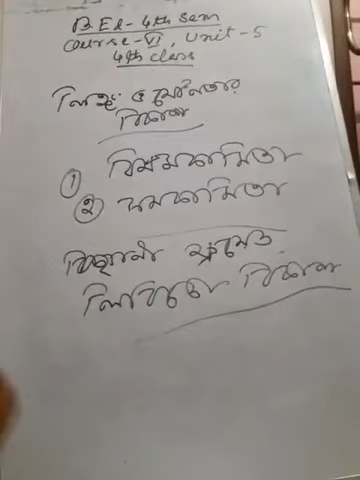 B.Ed - 4th Sem
Course - VI, Unit - 5
4th class
লিঙ্গ ও যৌনতার
বিকাশ
① বিষমকামিতা
② সমকামিতা
লিবিডো বিকাশ